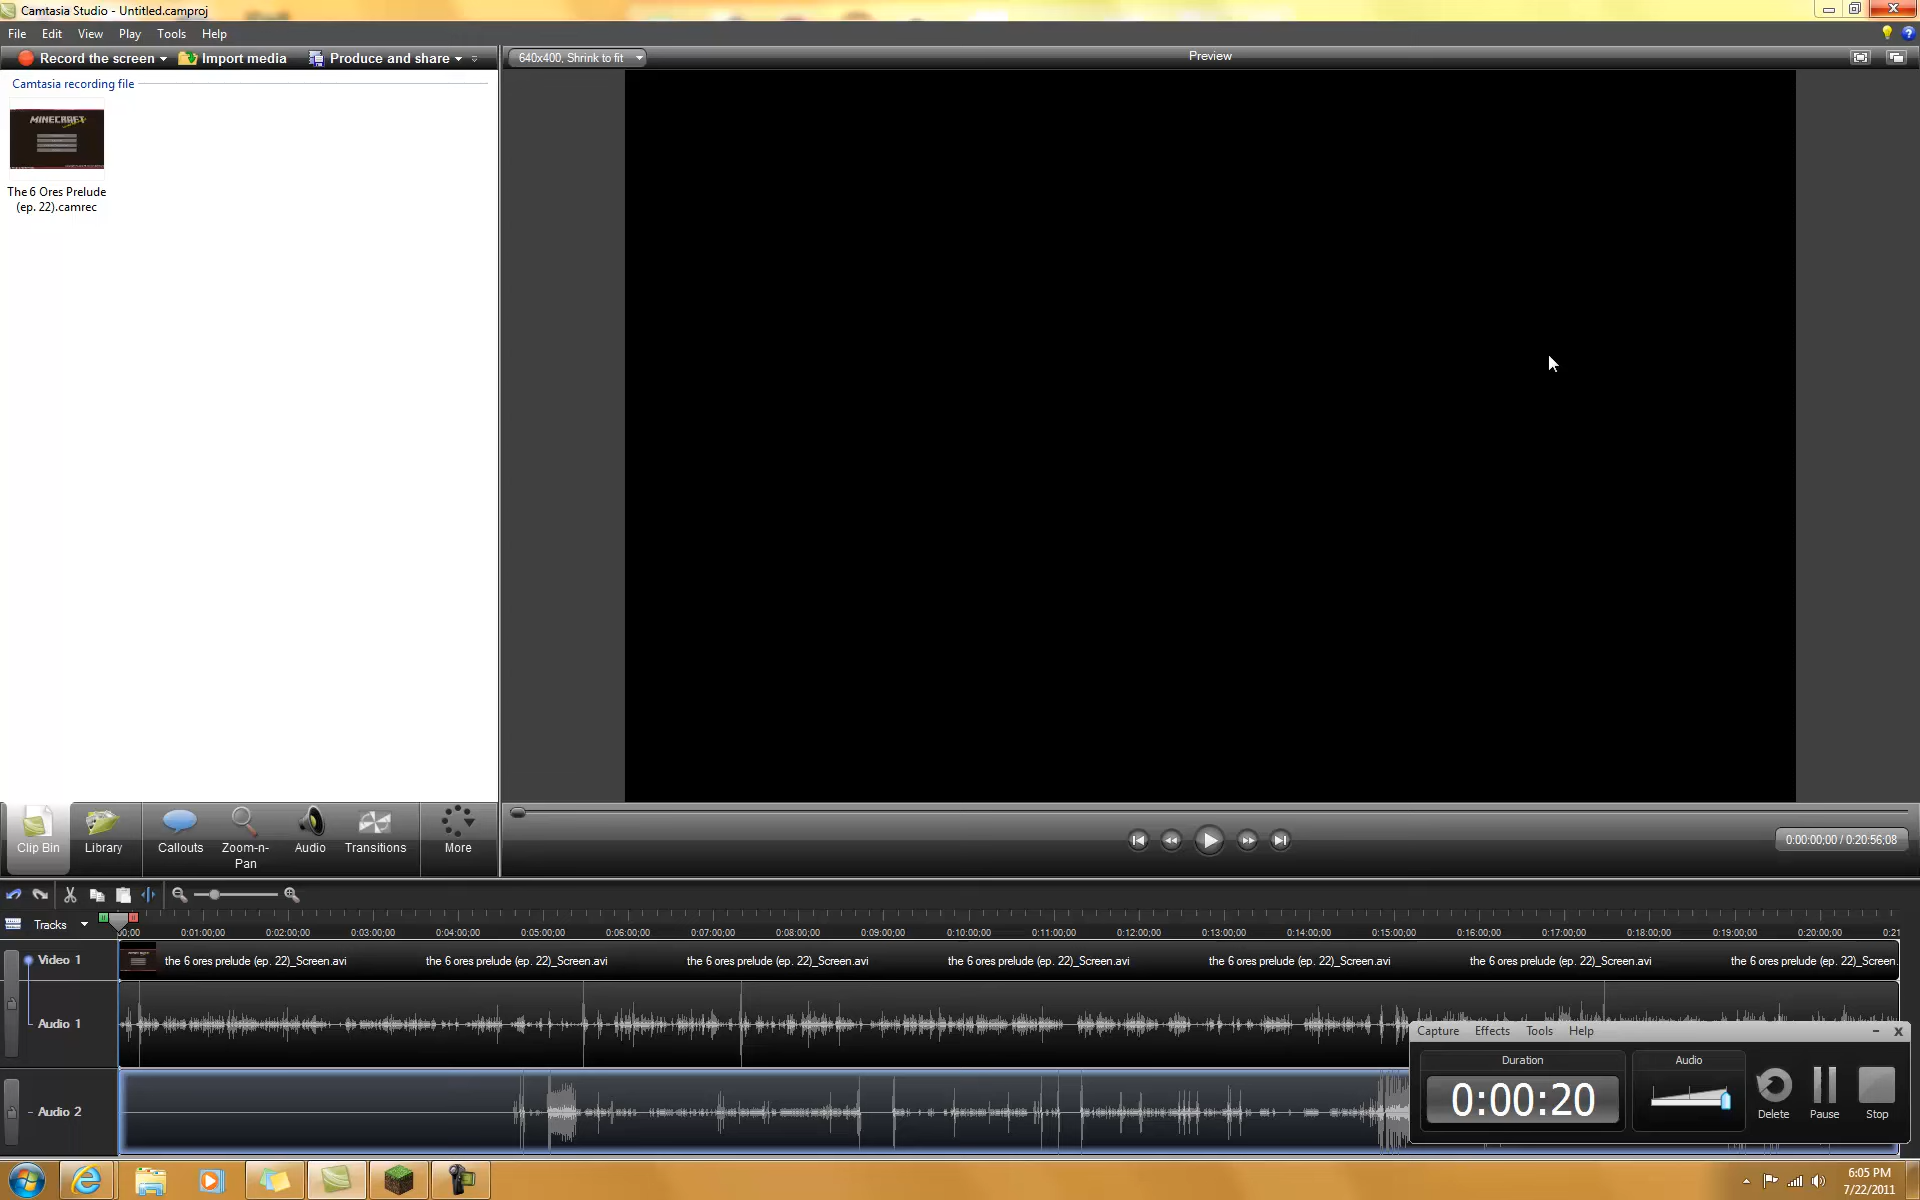 Camtasia Studio - Untitled.camproj
File Edit View Play Tools Help
Record the screen Import media Produce and share
640x400, Shrink to fit
Preview
Camtasia recording file
MINECRAFT
The 6 Ores Prelude
(ep. 22).camrec
Clip Bin Library Callouts Zoom-n-
Pan Audio Transitions More
0:00:00;00 / 0:20:56;08
Tracks
00;00 0:01:00;00 0:02:00;00 0:03:00;00 0:04:00;00 0:05:00;00 0:06:00;00 0:07:00;00 0:08:00;00 0:09:00;00 0:10:00;00 0:11:00;00 0:12:00;00 0:13:00;00 0:14:00;00 0:15:00;00 0:16:00;00 0:17:00;00 0:18:00;00 0:19:00;00 0:20:00;00 0:21
Video 1 the 6 ores prelude (ep. 22)_Screen.avi the 6 ores prelude (ep. 22)_Screen.avi the 6 ores prelude (ep. 22)_Screen.avi the 6 ores prelude (ep. 22)_Screen.avi the 6 ores prelude (ep. 22)_Screen.avi the 6 ores prelude (ep. 22)_Screen.avi the 6 ores prelude (ep. 22)_Screen.
Audio 1
Capture Effects Tools Help
Duration Audio
0:00:20
Delete Pause Stop
Audio 2
6:05 PM
7/22/2011